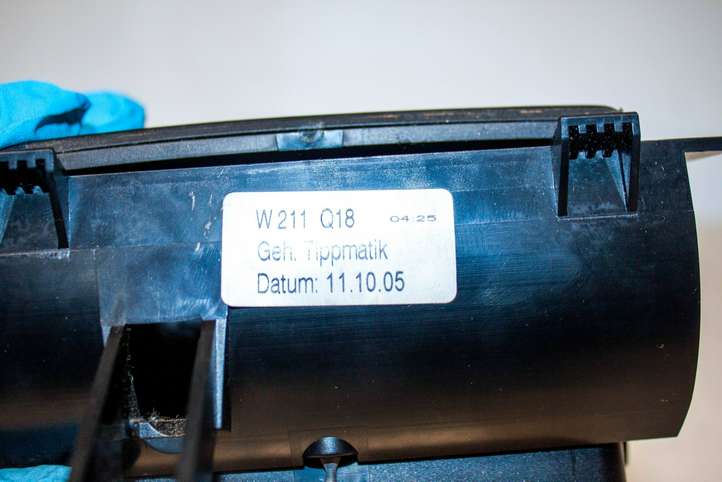 W 211 Q18 04:25
Geh. Tippmatik
Datum: 11.10.05